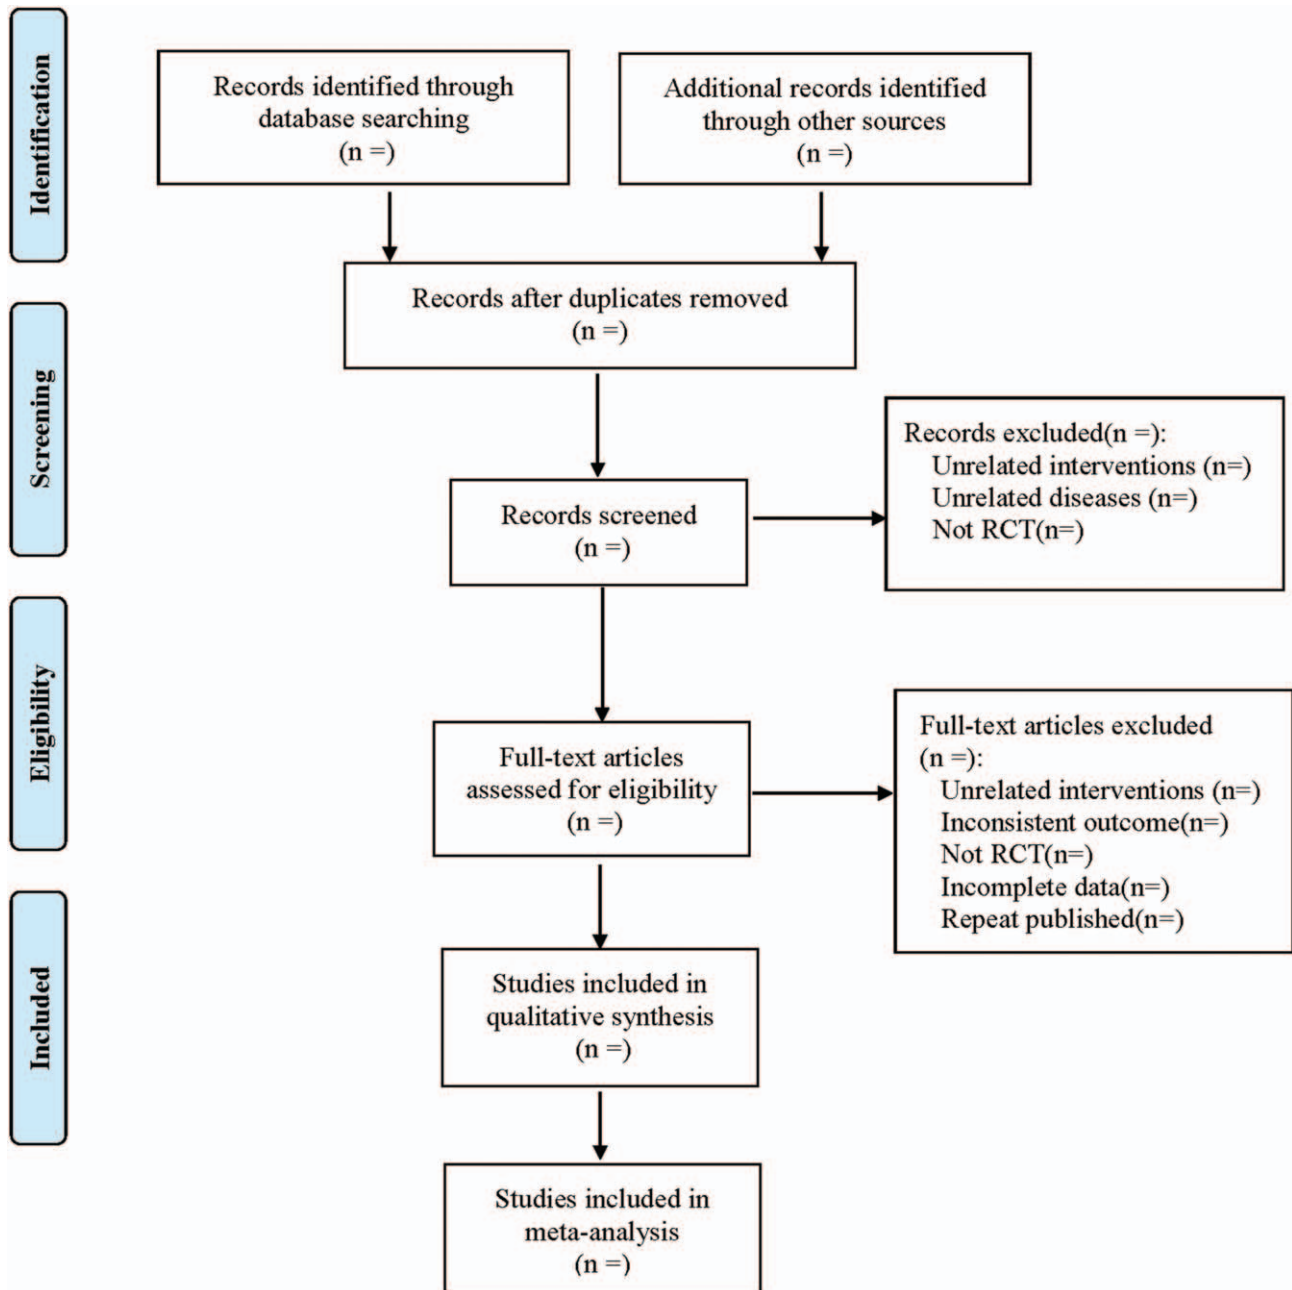 Identification
Records identified through
database searching
(n =)
Additional records identified
through other sources
(n =)
Records after duplicates removed
(n =)
Screening
Records screened
(n =)
Records excluded(n =):
Unrelated interventions (n=)
Unrelated diseases (n=)
Not RCT(n=)
Eligibility
Full-text articles
assessed for eligibility
(n =)
Full-text articles excluded
(n =):
Unrelated interventions (n=)
Inconsistent outcome(n=)
Not RCT(n=)
Incomplete data(n=)
Repeat published(n=)
Included
Studies included in
qualitative synthesis
(n =)
Studies included in
meta-analysis
(n =)